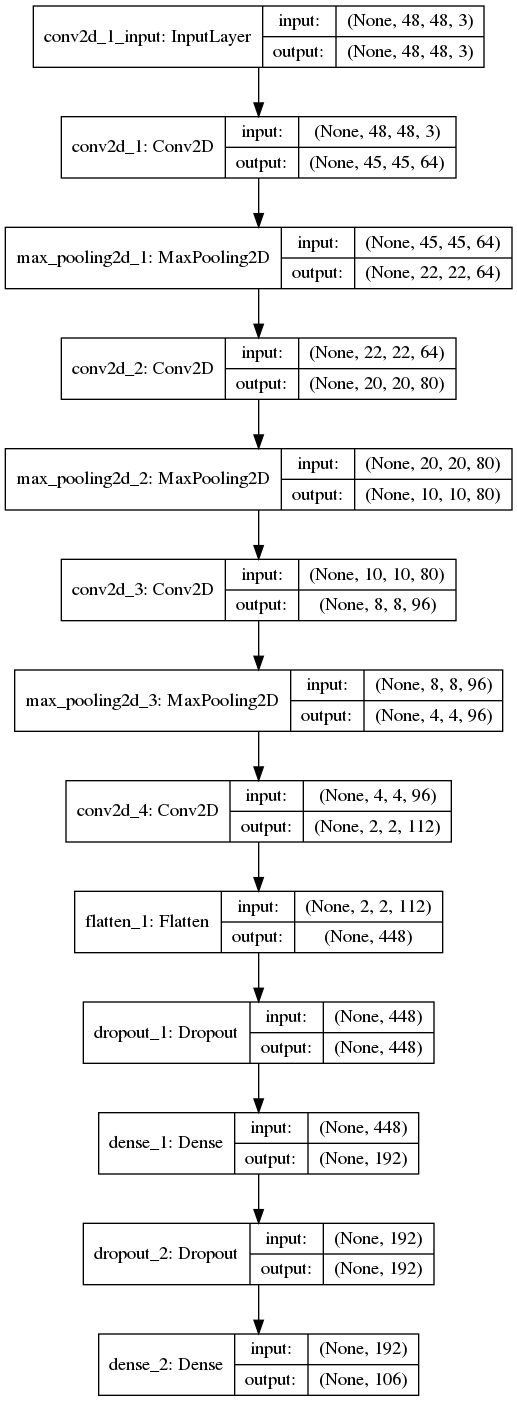 conv2d_1_input: InputLayer
input: (None, 48, 48, 3)
output: (None, 48, 48, 3)
conv2d_1: Conv2D
input: (None, 48, 48, 3)
output: (None, 45, 45, 64)
max_pooling2d_1: MaxPooling2D
input: (None, 45, 45, 64)
output: (None, 22, 22, 64)
conv2d_2: Conv2D
input: (None, 22, 22, 64)
output: (None, 20, 20, 80)
max_pooling2d_2: MaxPooling2D
input: (None, 20, 20, 80)
output: (None, 10, 10, 80)
conv2d_3: Conv2D
input: (None, 10, 10, 80)
output: (None, 8, 8, 96)
max_pooling2d_3: MaxPooling2D
input: (None, 8, 8, 96)
output: (None, 4, 4, 96)
conv2d_4: Conv2D
input: (None, 4, 4, 96)
output: (None, 2, 2, 112)
flatten_1: Flatten
input: (None, 2, 2, 112)
output: (None, 448)
dropout_1: Dropout
input: (None, 448)
output: (None, 448)
dense_1: Dense
input: (None, 448)
output: (None, 192)
dropout_2: Dropout
input: (None, 192)
output: (None, 192)
dense_2: Dense
input: (None, 192)
output: (None, 106)